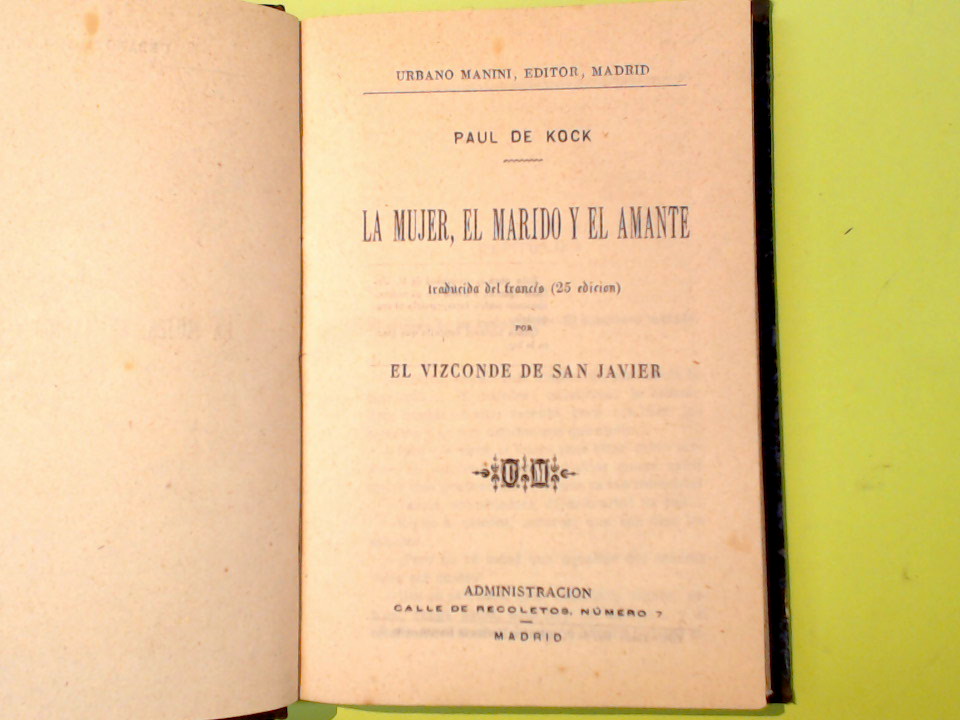 URBANO MANINI, EDITOR, MADRID
PAUL DE KOCK
LA MUJER, EL MARIDO Y EL AMANTE
traducida del francés (25 edicion)
POR
EL VIZCONDE DE SAN JAVIER
U M
ADMINISTRACION
CALLE DE RECOLETOS, NÚMERO 7
MADRID